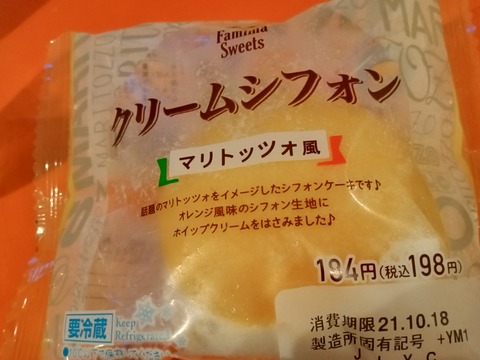 Famima
Sweets
クリームシフォン
マリトッツォ風
話題のマリトッツォをイメージしたシフォンケーキです♪
オレンジ風味のシフォン生地に
ホイップクリームをはさみました♪
184円(税込198円)
要冷蔵
Keep
Refrigerated
消費期限21.10.18
製造所固有記号 +YM1